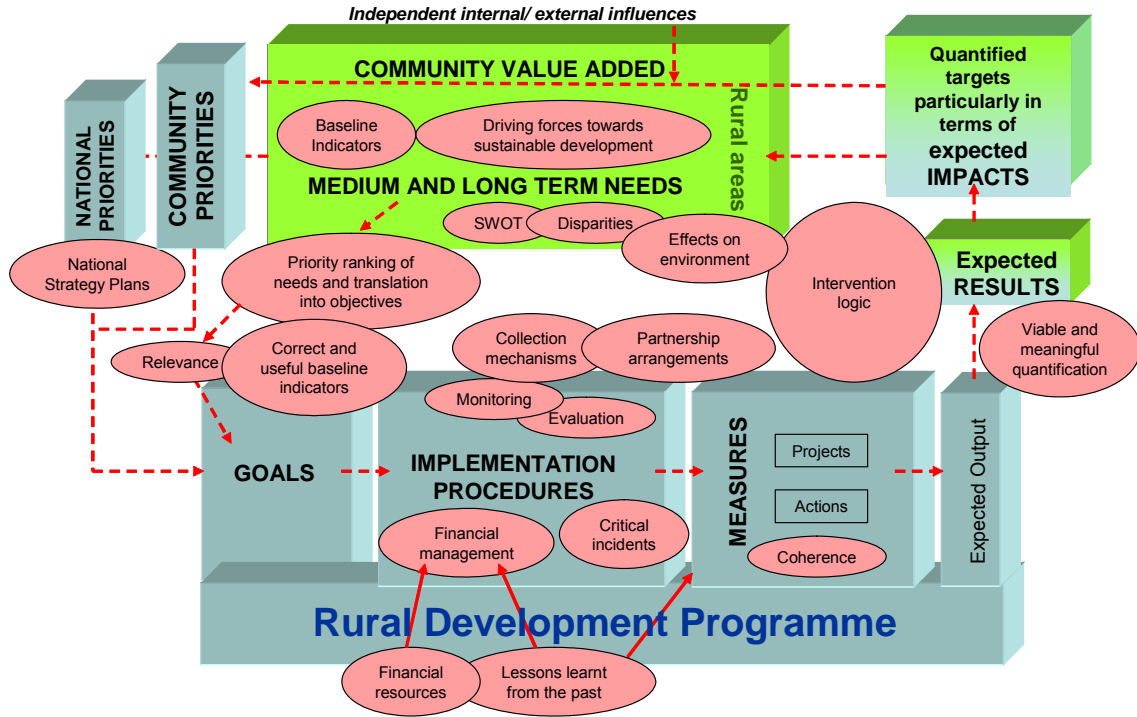 Independent internal/ external influences
COMMUNITY VALUE ADDED
Quantified
targets
particularly in
terms of
expected
IMPACTS
NATIONAL
PRIORITIES
COMMUNITY
PRIORITIES
Baseline
Indicators
Driving forces towards
sustainable development
Rural areas
MEDIUM AND LONG TERM NEEDS
SWOT
Disparities
Effects on
environment
National
Strategy Plans
Priority ranking of
needs and translation
into objectives
Intervention
logic
Expected
RESULTS
Relevance
Correct and
useful baseline
indicators
Collection
mechanisms
Partnership
arrangements
Viable and
meaningful
quantification
Monitoring
Evaluation
GOALS
IMPLEMENTATION
PROCEDURES
MEASURES
Projects
Actions
Coherence
Expected Output
Financial
management
Critical
incidents
Rural Development Programme
Financial
resources
Lessons learnt
from the past